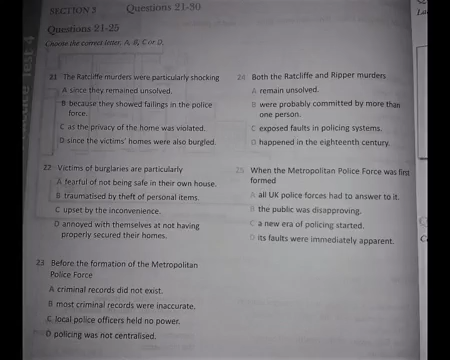 SECTION 3 Questions 21-30
Questions 21-25
Choose the correct letter, A, B, C or D.
21 The Ratcliffe murders were particularly shocking
A since they remained unsolved.
B because they showed failings in the police
force.
C as the privacy of the home was violated.
D since the victims' homes were also burgled.
22 Victims of burglaries are particularly
A fearful of not being safe in their own house.
B traumatised by theft of personal items.
C upset by the inconvenience.
D annoyed with themselves at not having
properly secured their homes.
23 Before the formation of the Metropolitan
Police Force
A criminal records did not exist.
B most criminal records were inaccurate.
C local police officers held no power.
D policing was not centralised.
24 Both the Ratcliffe and Ripper murders
A remain unsolved.
B were probably committed by more than
one person.
C exposed faults in policing systems.
D happened in the eighteenth century.
25 When the Metropolitan Police Force was first
formed
A all UK police forces had to answer to it.
B the public was disapproving.
C a new era of policing started.
D its faults were immediately apparent.
Test 4